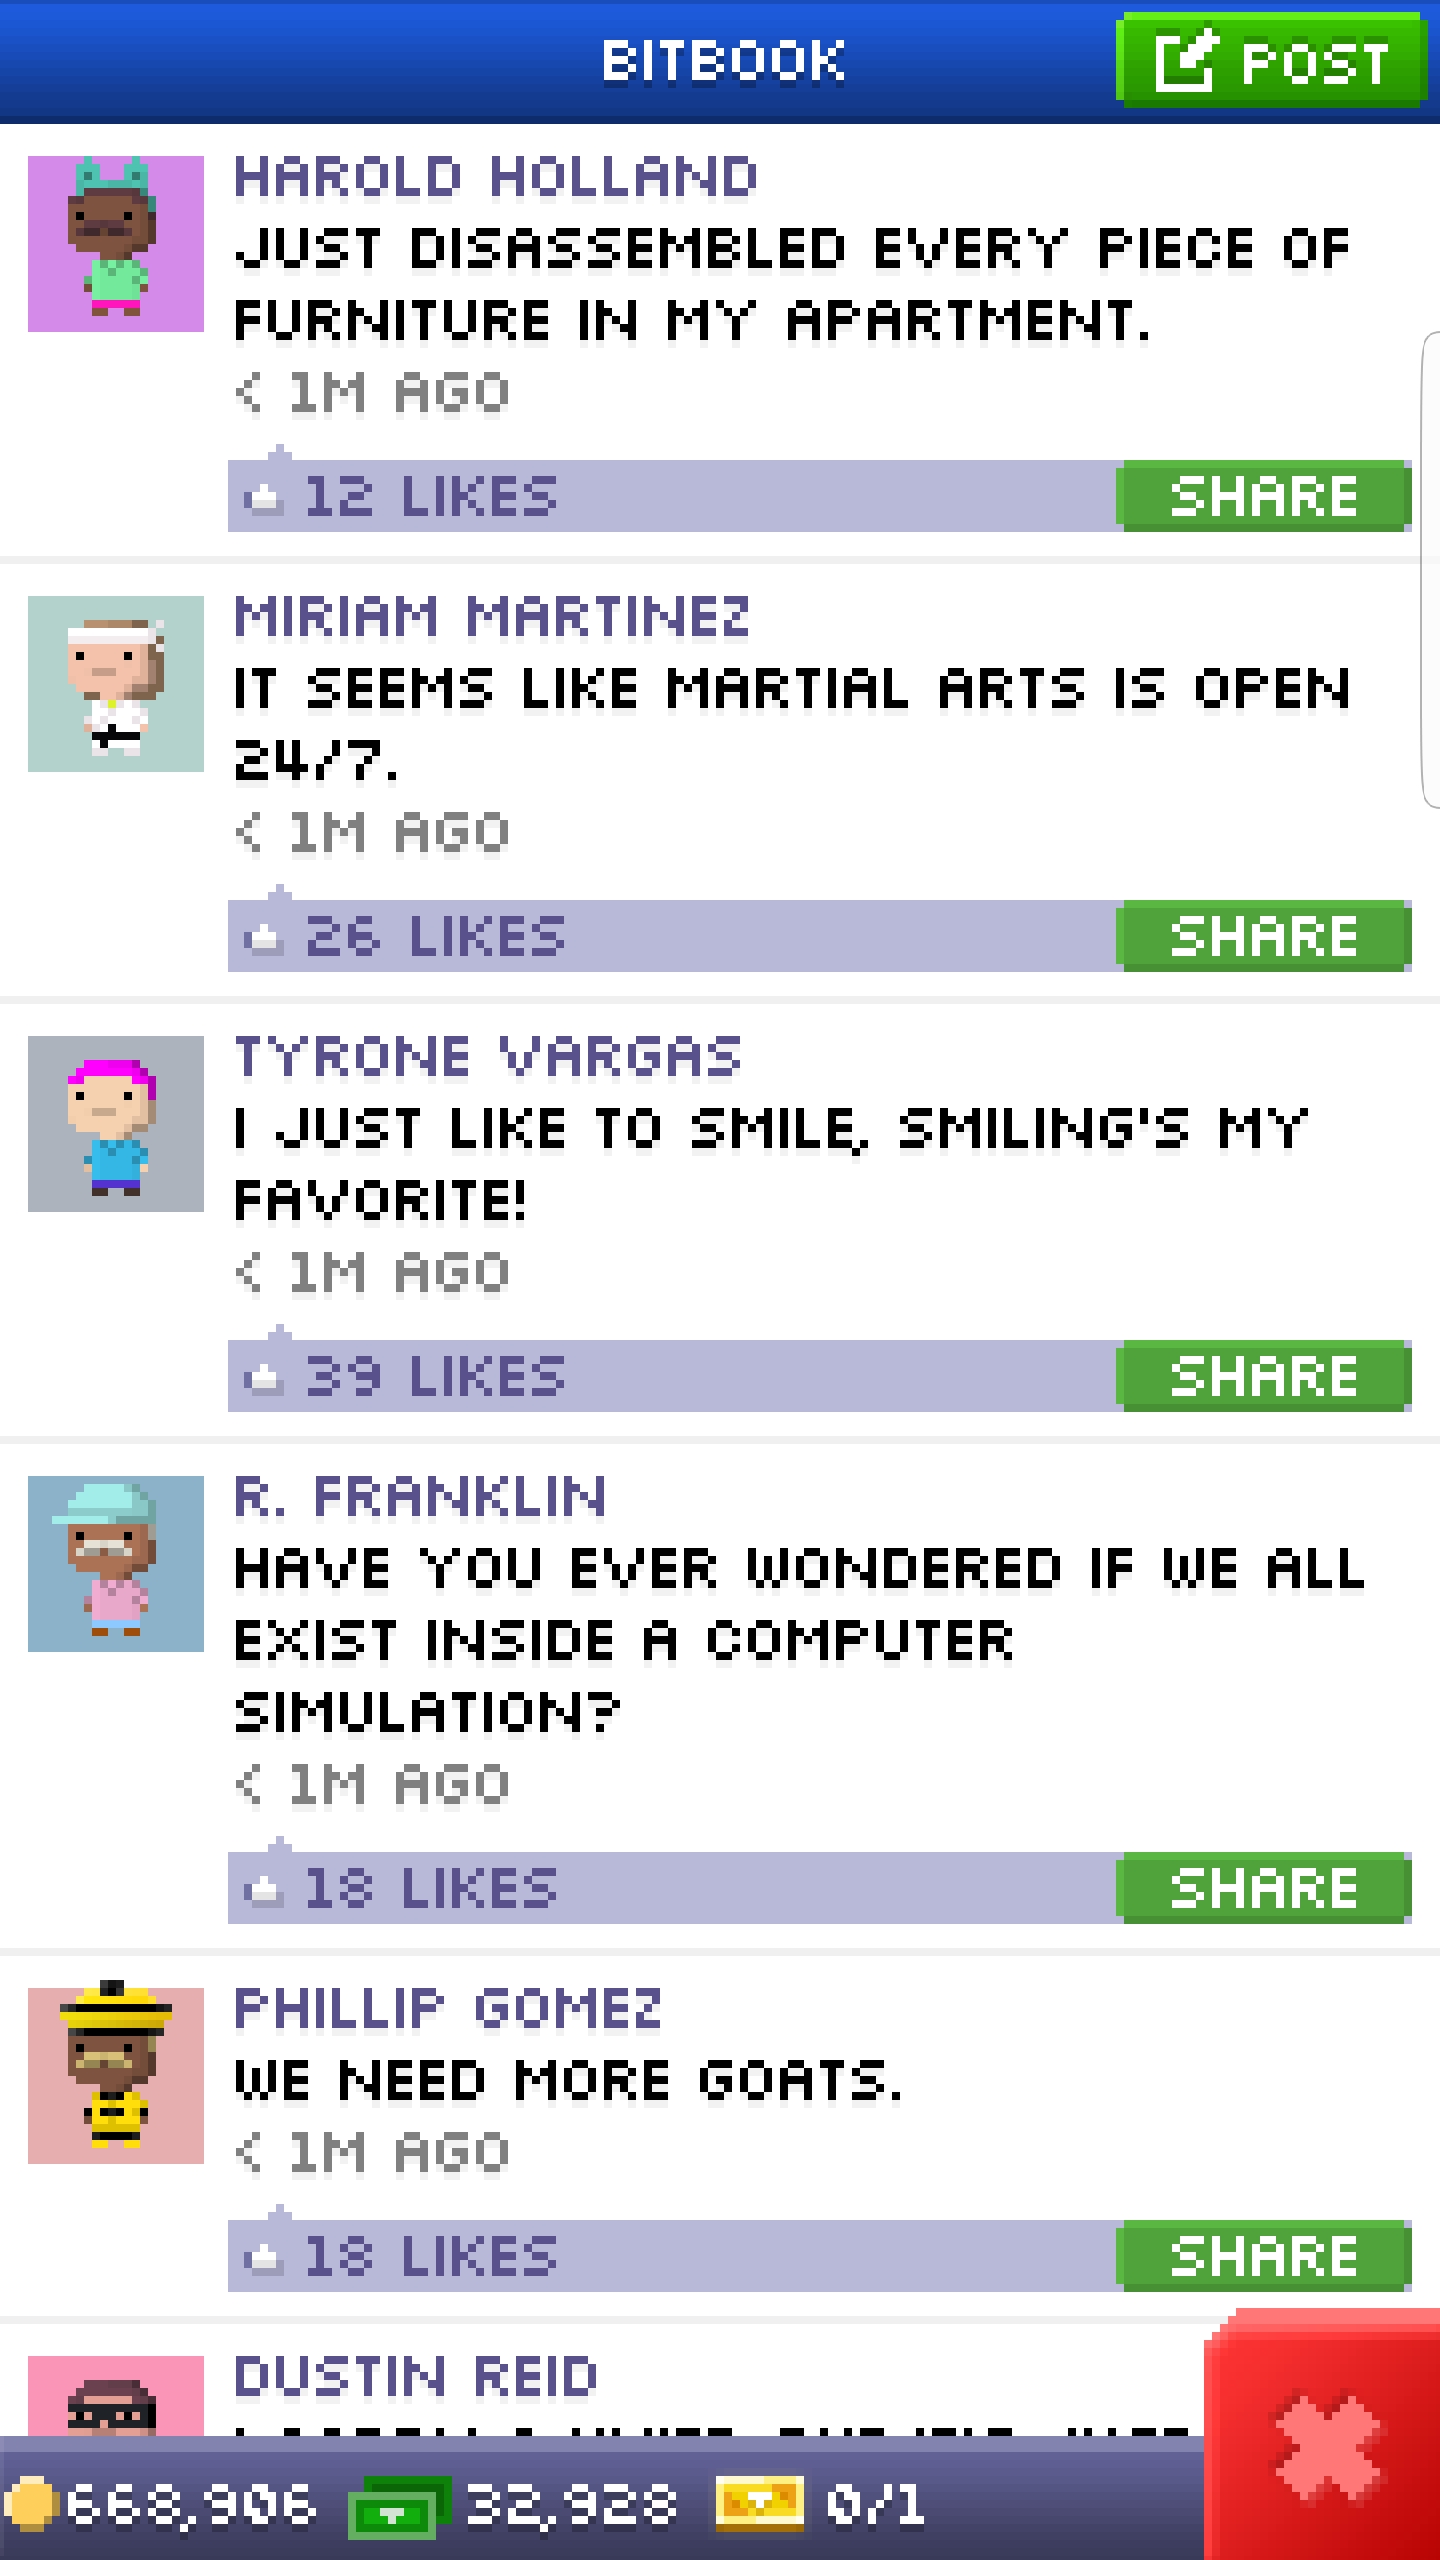 BITBOOK
POST
HAROLD HOLLAND
JUST DISASSEMBLED EVERY PIECE OF
FURNITURE IN MY APARTMENT.
< 1M AGO
12 LIKES
SHARE
MIRIAM MARTINEZ
IT SEEMS LIKE MARTIAL ARTS IS OPEN
24/7.
< 1M AGO
26 LIKES
SHARE
TYRONE VARGAS
I JUST LIKE TO SMILE, SMILING'S MY
FAVORITE!
< 1M AGO
39 LIKES
SHARE
R. FRANKLIN
HAVE YOU EVER WONDERED IF WE ALL
EXIST INSIDE A COMPUTER
SIMULATION?
< 1M AGO
18 LIKES
SHARE
PHILLIP GOMEZ
WE NEED MORE GOATS.
< 1M AGO
18 LIKES
SHARE
DUSTIN REID
668,906
32,928
0/1